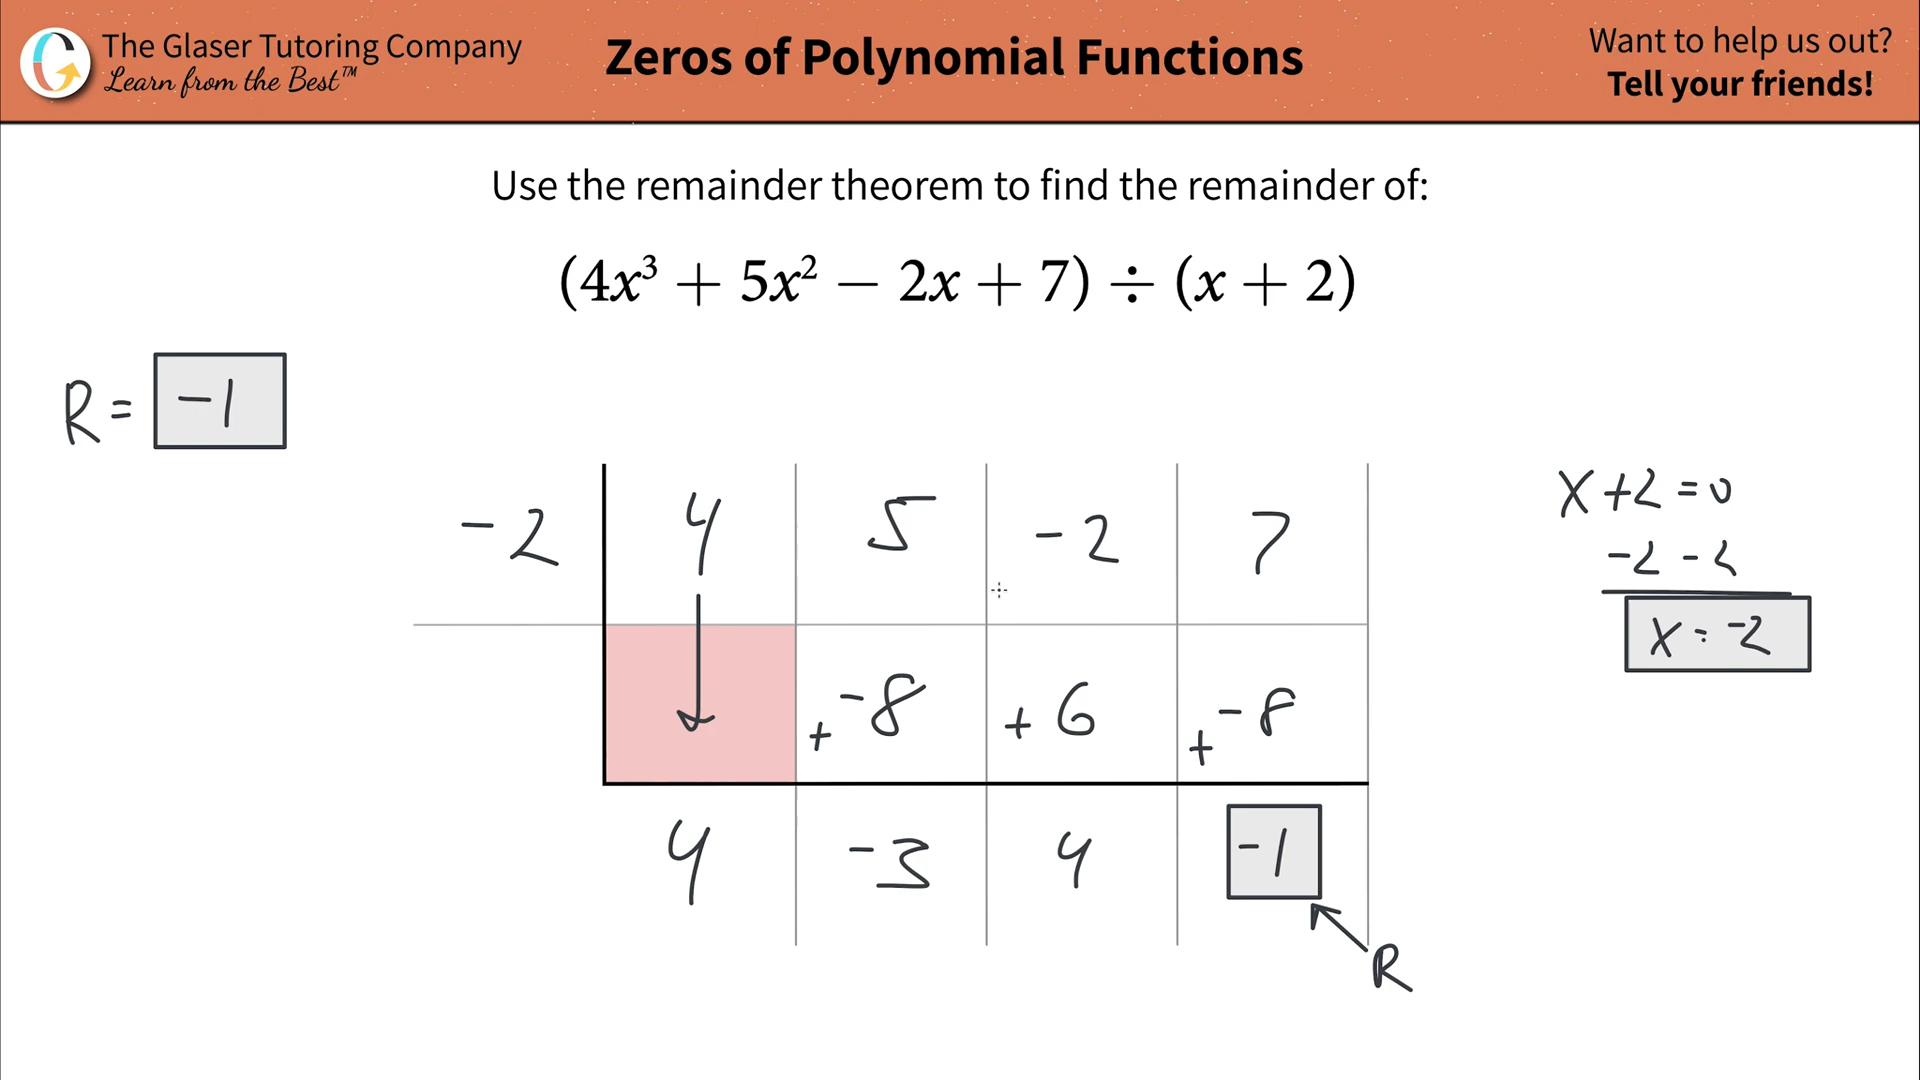 The Glaser Tutoring Company
Learn from the Best™
Zeros of Polynomial Functions
Want to help us out?
Tell your friends!
Use the remainder theorem to find the remainder of:
(4x³ + 5x² − 2x + 7) ÷ (x + 2)
R = -1
-2 4 5 -2 7
+ -8 + 6 + -8
4 -3 4 -1
R
x + 2 = 0
-2 -2
x = -2